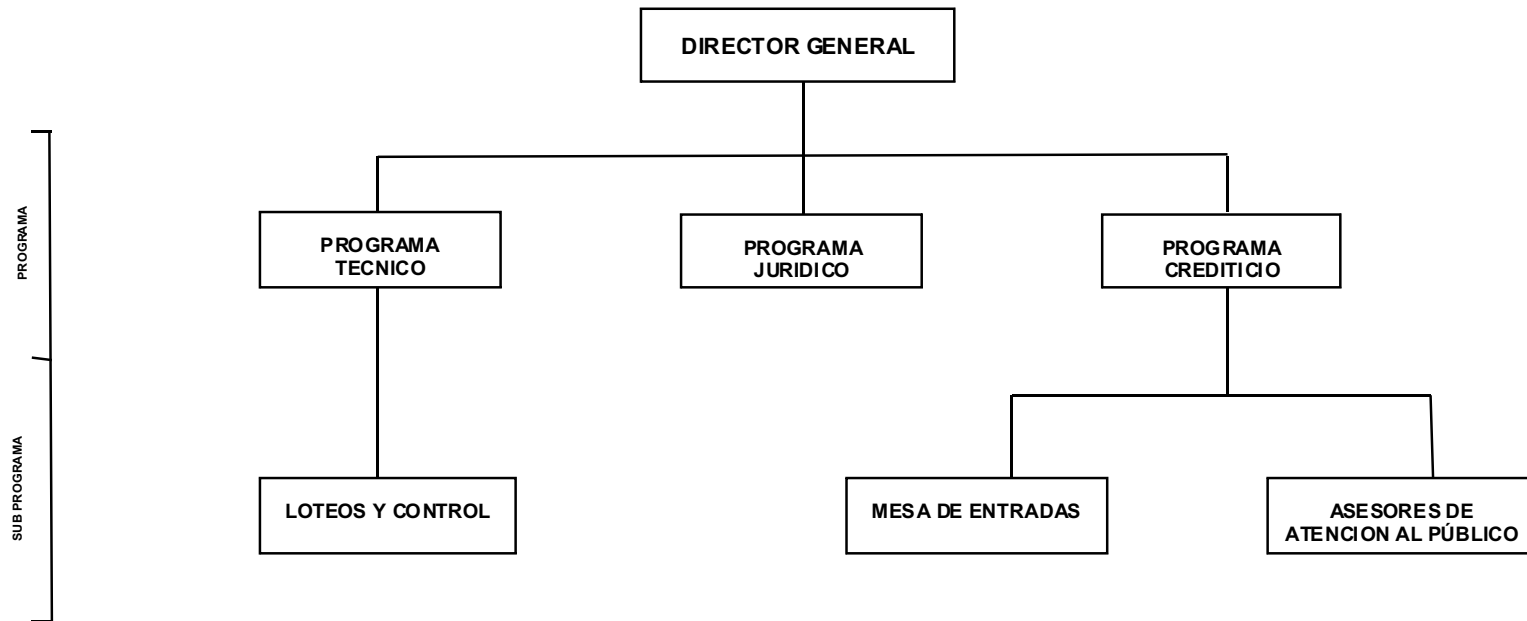 DIRECTOR GENERAL
PROGRAMA
PROGRAMA
TECNICO
PROGRAMA
JURIDICO
PROGRAMA
CREDITICIO
SUB PROGRAMA
LOTEOS Y CONTROL
MESA DE ENTRADAS
ASESORES DE
ATENCION AL PÚBLICO